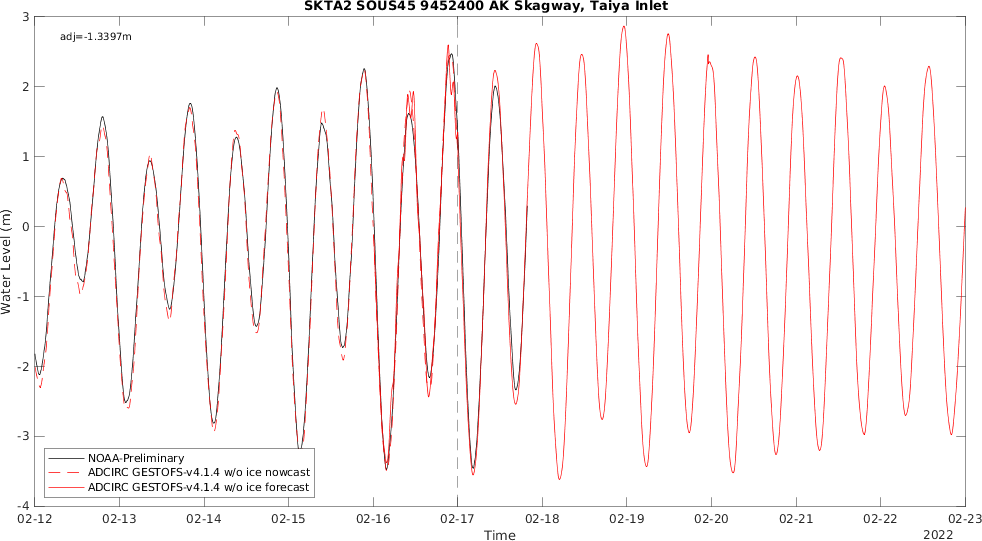 SKTA2 SOUS45 9452400 AK Skagway, Taiya Inlet
adj=-1.3397m
3
2
1
0
-1
-2
-3
-4
Water Level (m)
NOAA-Preliminary
ADCIRC GESTOFS-v4.1.4 w/o ice nowcast
ADCIRC GESTOFS-v4.1.4 w/o ice forecast
02-12 02-13 02-14 02-15 02-16 02-17 02-18 02-19 02-20 02-21 02-22 02-23
Time
2022